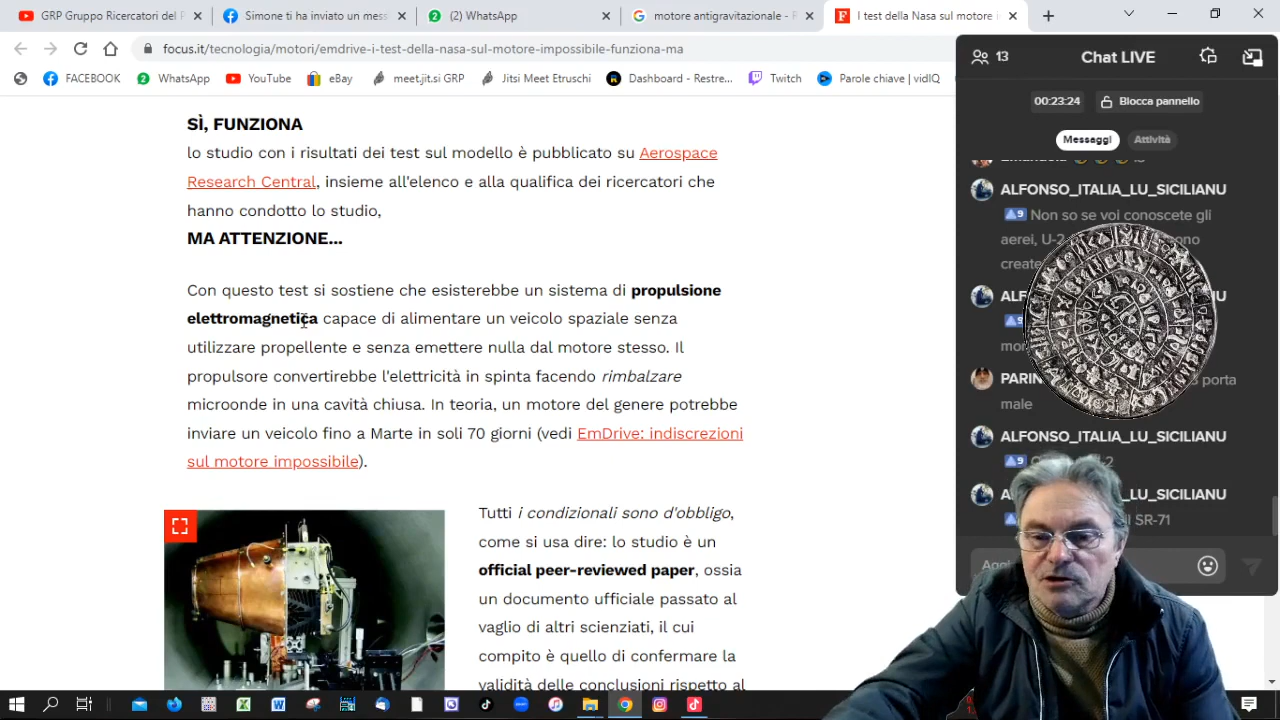 GRP Gruppo Ricercatori del P
Simone ti ha inviato un mess
(2) WhatsApp
motore antigravitazionale - R
I test della Nasa sul motore i
focus.it/tecnologia/motori/emdrive-i-test-della-nasa-sul-motore-impossibile-funziona-ma
FACEBOOK
WhatsApp
YouTube
eBay
meet.jit.si GRP
Jitsi Meet Etruschi
Dashboard - Restre...
Twitch
Parole chiave | vidIQ
SÌ, FUNZIONA
lo studio con i risultati dei test sul modello è pubblicato su Aerospace
Research Central, insieme all'elenco e alla qualifica dei ricercatori che
hanno condotto lo studio,
MA ATTENZIONE...
Con questo test si sostiene che esisterebbe un sistema di propulsione
elettromagnetica capace di alimentare un veicolo spaziale senza
utilizzare propellente e senza emettere nulla dal motore stesso. Il
propulsore convertirebbe l'elettricità in spinta facendo rimbalzare
microonde in una cavità chiusa. In teoria, un motore del genere potrebbe
inviare un veicolo fino a Marte in soli 70 giorni (vedi EmDrive: indiscrezioni
sul motore impossibile).
Tutti i condizionali sono d'obbligo,
come si usa dire: lo studio è un
official peer-reviewed paper, ossia
un documento ufficiale passato al
vaglio di altri scienziati, il cui
compito è quello di confermare la
validità delle conclusioni rispetto al
13
Chat LIVE
00:23:24
Blocca pannello
Messaggi
Attività
ALFONSO_ITALIA_LU_SICILIANU
9 Non so se voi conoscete gli
aerei, U-2
ALFONSO_ITALIA_LU_SICILIANU
9 SR-71
porta
male